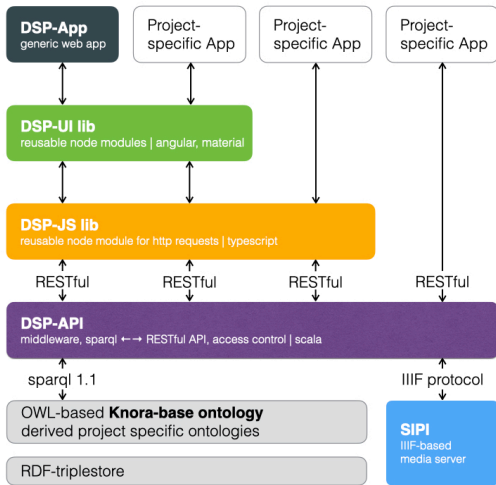 DSP-App
generic web app
Project-
specific App
Project-
specific App
Project-
specific App
DSP-UI lib
reusable node modules | angular, material
DSP-JS lib
reusable node module for http requests | typescript
RESTful
RESTful
RESTful
RESTful
DSP-API
middleware, sparql ←→ RESTful API, access control | scala
sparql 1.1
IIIF protocol
OWL-based Knora-base ontology
derived project specific ontologies
RDF-triplestore
SIPI
IIIF-based
media server